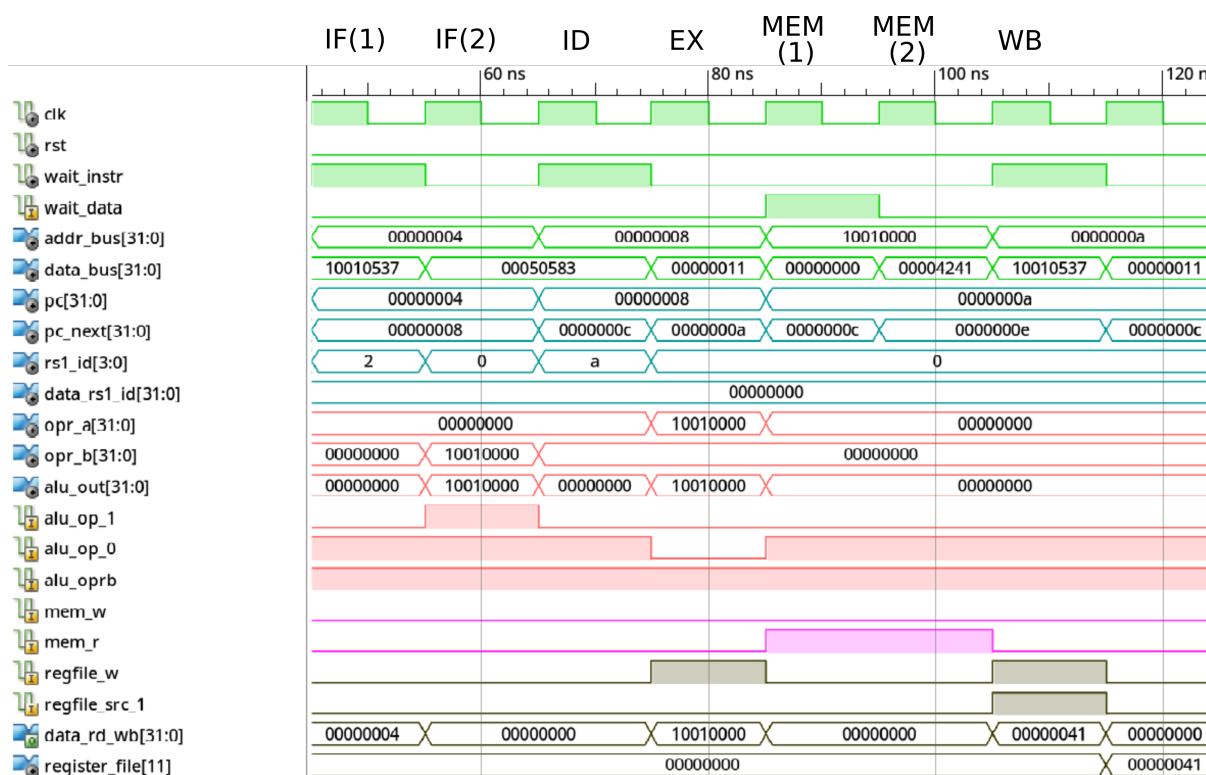 IF(1) IF(2) ID EX MEM (1) MEM (2) WB
60 ns 80 ns 100 ns 120 n
clk
rst
wait_instr
wait_data
addr_bus[31:0] 00000004 00000008 10010000 0000000a
data_bus[31:0] 10010537 00050583 00000011 00000000 00004241 10010537 00000011
pc[31:0] 00000004 00000008 0000000a
pc_next[31:0] 00000008 0000000c 0000000a 0000000c 0000000e 0000000c
rs1_id[3:0] 2 0 a 0
data_rs1_id[31:0] 00000000
opr_a[31:0] 00000000 10010000 00000000
opr_b[31:0] 00000000 10010000 00000000
alu_out[31:0] 00000000 10010000 00000000 10010000 00000000
alu_op_1
alu_op_0
alu_oprb
mem_w
mem_r
regfile_w
regfile_src_1
data_rd_wb[31:0] 00000004 00000000 10010000 00000000 00000041 00000000
register_file[11] 00000000 00000041